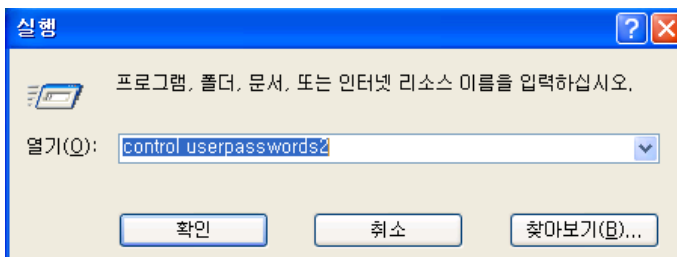 실행
프로그램, 폴더, 문서, 또는 인터넷 리소스 이름을 입력하십시오.
열기(O): control userpasswords2
확인 취소 찾아보기(B)...